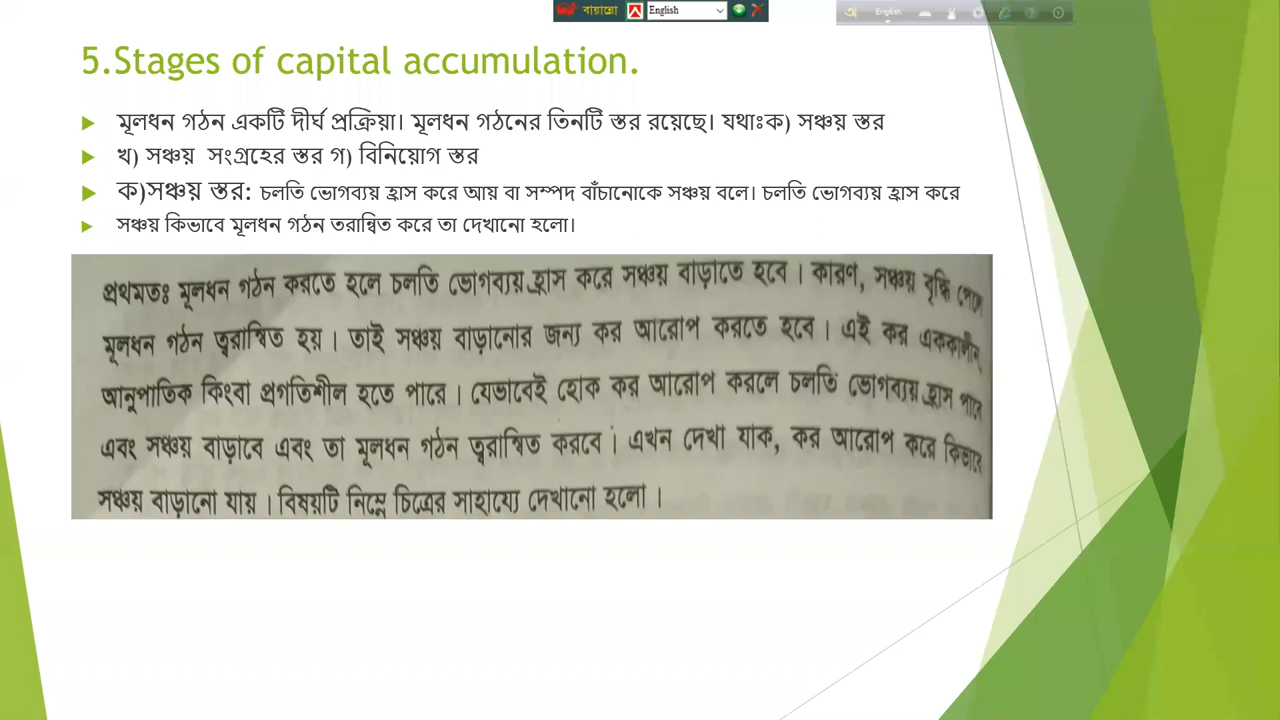 বায়ান্নো English
অ English
5.Stages of capital accumulation.
মূলধন গঠন একটি দীর্ঘ প্রক্রিয়া। মূলধন গঠনের তিনটি স্তর রয়েছে। যথাঃক) সঞ্চয় স্তর
খ) সঞ্চয় সংগ্রহের স্তর গ) বিনিয়োগ স্তর
ক)সঞ্চয় স্তর: চলতি ভোগব্যয় হ্রাস করে আয় বা সম্পদ বাঁচানোকে সঞ্চয় বলে। চলতি ভোগব্যয় হ্রাস করে
সঞ্চয় কিভাবে মূলধন গঠন তরান্বিত করে তা দেখানো হলো।
প্রথমতঃ মূলধন গঠন করতে হলে চলতি ভোগব্যয় হ্রাস করে সঞ্চয় বাড়াতে হবে। কারণ, সঞ্চয় বৃদ্ধি পেলে
মূলধন গঠন ত্বরান্বিত হয়। তাই সঞ্চয় বাড়ানোর জন্য কর আরোপ করতে হবে। এই কর এককালীন,
আনুপাতিক কিংবা প্রগতিশীল হতে পারে। যেভাবেই হোক কর আরোপ করলে চলতি ভোগব্যয় হ্রাস পাবে
এবং সঞ্চয় বাড়াবে এবং তা মূলধন গঠন ত্বরান্বিত করবে। এখন দেখা যাক, কর আরোপ করে কিভাবে
সঞ্চয় বাড়ানো যায়। বিষয়টি নিম্নে চিত্রের সাহায্যে দেখানো হলো।